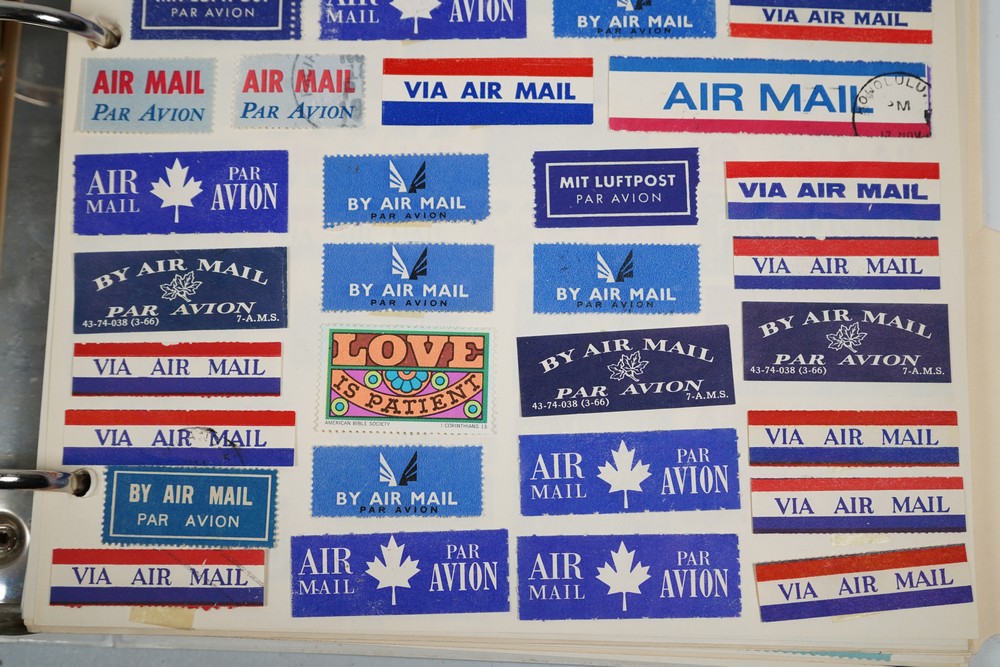 PAR AVION
AIR
MAIL
AVION
BY AIR MAIL
PAR AVION
VIA AIR MAIL
AIR MAIL
PAR AVION
AIR MAIL
PAR AVION
VIA AIR MAIL
AIR MAIL
HONOLULU
PM
AIR
MAIL
PAR
AVION
BY AIR MAIL
PAR AVION
MIT LUFTPOST
PAR AVION
VIA AIR MAIL
BY AIR MAIL
PAR AVION
43-74-038 (3-66)
7-A.M.S.
BY AIR MAIL
PAR AVION
BY AIR MAIL
PAR AVION
VIA AIR MAIL
VIA AIR MAIL
LOVE
IS PATIENT
AMERICAN BIBLE SOCIETY
I CORINTHIANS 13
BY AIR MAIL
PAR AVION
43-74-038 (3-66)
7-A.M.S.
BY AIR MAIL
PAR AVION
43-74-038 (3-66)
7-A.M.S.
VIA AIR MAIL
BY AIR MAIL
PAR AVION
AIR
MAIL
PAR
AVION
VIA AIR MAIL
BY AIR MAIL
PAR AVION
VIA AIR MAIL
VIA AIR MAIL
AIR
MAIL
PAR
AVION
AIR
MAIL
PAR
AVION
VIA AIR MAIL